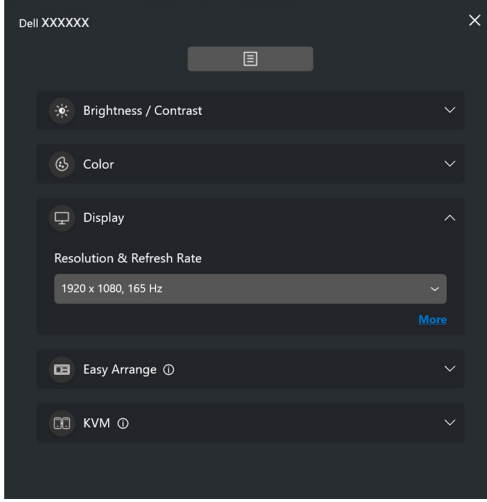 Dell XXXXXX
Brightness / Contrast
Color
Display
Resolution & Refresh Rate
1920 x 1080, 165 Hz
More
Easy Arrange
KVM